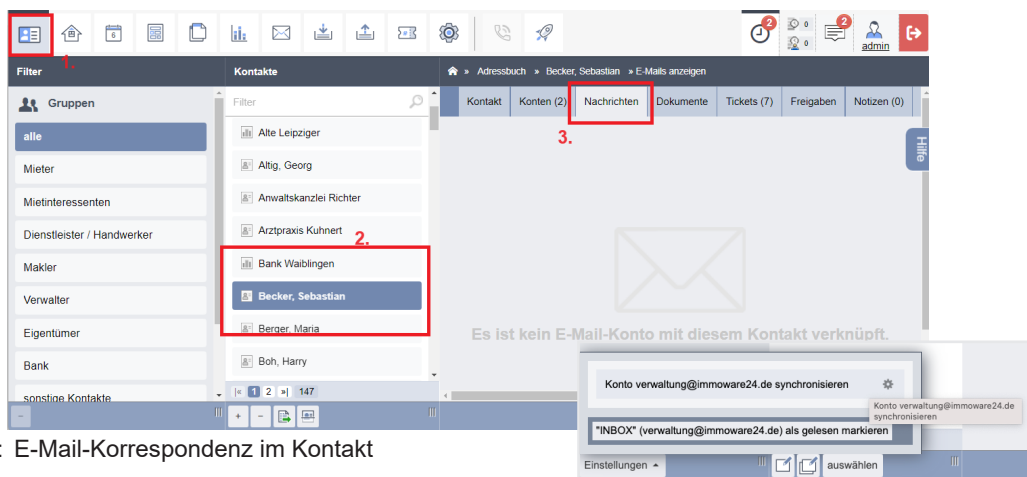 6
2
0
0
2
admin
1.
Filter
Kontakte
» Adressbuch » Becker, Sebastian » E-Mails anzeigen
Gruppen
Filter
Kontakt
Konten (2)
Nachrichten
Dokumente
Tickets (7)
Freigaben
Notizen (0)
3.
Hilfe
alle
Mieter
Mietinteressenten
Dienstleister / Handwerker
Makler
Verwalter
Eigentümer
Bank
sonstige Kontakte
Alte Leipziger
Altig, Georg
Anwaltskanzlei Richter
Arztpraxis Kuhnert
2.
Bank Waiblingen
Becker, Sebastian
Berger, Maria
Boh, Harry
|« 1 2 »| 147
Es ist kein E-Mail-Konto mit diesem Kontakt verknüpft.
Konto verwaltung@immoware24.de synchronisieren
Konto verwaltung@immoware24.de
synchronisieren
"INBOX" (verwaltung@immoware24.de) als gelesen markieren
Einstellungen
auswählen
: E-Mail-Korrespondenz im Kontakt